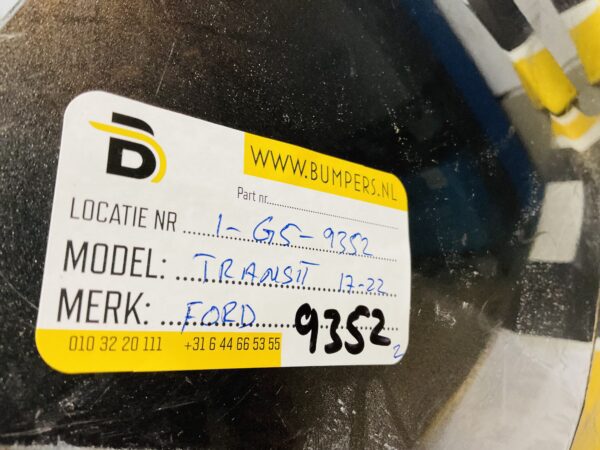 B
WWW.BUMPERS.NL
Part nr
LOCATIE NR 1-G5-9352
MODEL: TRANSIT 17-22
MERK: FORD 9352 2
010 32 20 111 +31 6 44 66 53 55